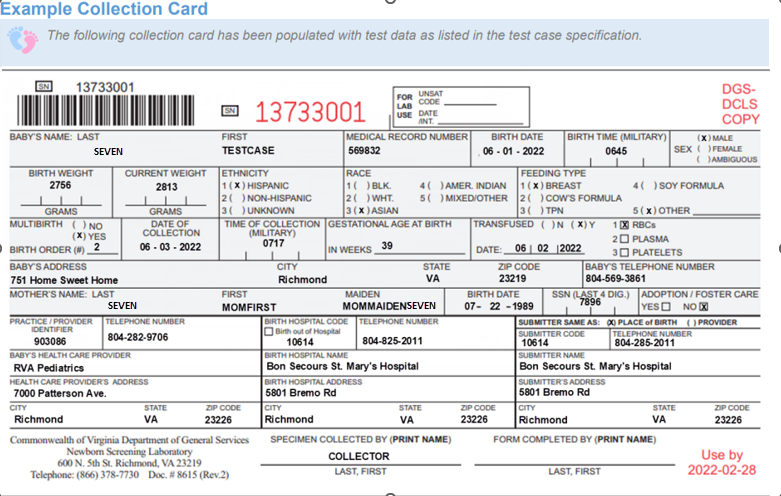 Example Collection Card
The following collection card has been populated with test data as listed in the test case specification.
SN 13733001
SN 13733001
FOR LAB USE
UNSAT CODE
DATE /INT.
DGS-
DCLS
COPY
BABY'S NAME: LAST FIRST MEDICAL RECORD NUMBER BIRTH DATE BIRTH TIME (MILITARY) SEX (X) MALE ( ) FEMALE ( ) AMBIGUOUS
SEVEN TESTCASE 569832 06 - 01 - 2022 0645
BIRTH WEIGHT CURRENT WEIGHT ETHNICITY RACE FEEDING TYPE
2756 2813 1 (X) HISPANIC 1 ( ) BLK. 4 ( ) AMER. INDIAN 1 (X) BREAST 4 ( ) SOY FORMULA
2 ( ) NON-HISPANIC 2 ( ) WHT. 5 ( ) MIXED/OTHER 2 ( ) COW'S FORMULA
GRAMS GRAMS 3 ( ) UNKNOWN 3 (X) ASIAN 3 ( ) TPN 5 (X) OTHER
MULTIBIRTH ( ) NO (X) YES DATE OF COLLECTION TIME OF COLLECTION (MILITARY) GESTATIONAL AGE AT BIRTH TRANSFUSED ( ) N (X) Y 1 X RBCs
2 PLASMA
BIRTH ORDER (#) 2 06 - 03 - 2022 0717 IN WEEKS 39 DATE: 06 | 02 | 2022 3 PLATELETS
BABY'S ADDRESS CITY STATE ZIP CODE BABY'S TELEPHONE NUMBER
751 Home Sweet Home Richmond VA 23219 804-569-3861
MOTHER'S NAME: LAST FIRST MAIDEN BIRTH DATE SSN (LAST 4 DIG.) ADOPTION / FOSTER CARE
SEVEN MOMFIRST MOMMAIDENSEVEN 07- 22 -1989 7896 YES NO X
PRACTICE / PROVIDER IDENTIFIER TELEPHONE NUMBER BIRTH HOSPITAL CODE TELEPHONE NUMBER SUBMITTER SAME AS: (X) PLACE of BIRTH ( ) PROVIDER
Birth out of Hospital SUBMITTER CODE TELEPHONE NUMBER
903086 804-282-9706 10614 804-825-2011 10614 804-285-2011
BABY'S HEALTH CARE PROVIDER BIRTH HOSPITAL NAME SUBMITTER NAME
RVA Pediatrics Bon Secours St. Mary's Hospital Bon Secours St. Mary's Hospital
HEALTH CARE PROVIDER'S ADDRESS BIRTH HOSPITAL ADDRESS SUBMITTER'S ADDRESS
7000 Patterson Ave. 5801 Bremo Rd 5801 Bremo Rd
CITY STATE ZIP CODE CITY STATE ZIP CODE CITY STATE ZIP CODE
Richmond VA 23226 Richmond VA 23226 Richmond VA 23226
Commonwealth of Virginia Department of General Services
Newborn Screening Laboratory
600 N. 5th St. Richmond, VA 23219
Telephone: (866) 378-7730 Doc. # 8615 (Rev.2)
SPECIMEN COLLECTED BY (PRINT NAME)
COLLECTOR
LAST, FIRST
FORM COMPLETED BY (PRINT NAME)
LAST, FIRST
Use by
2022-02-28